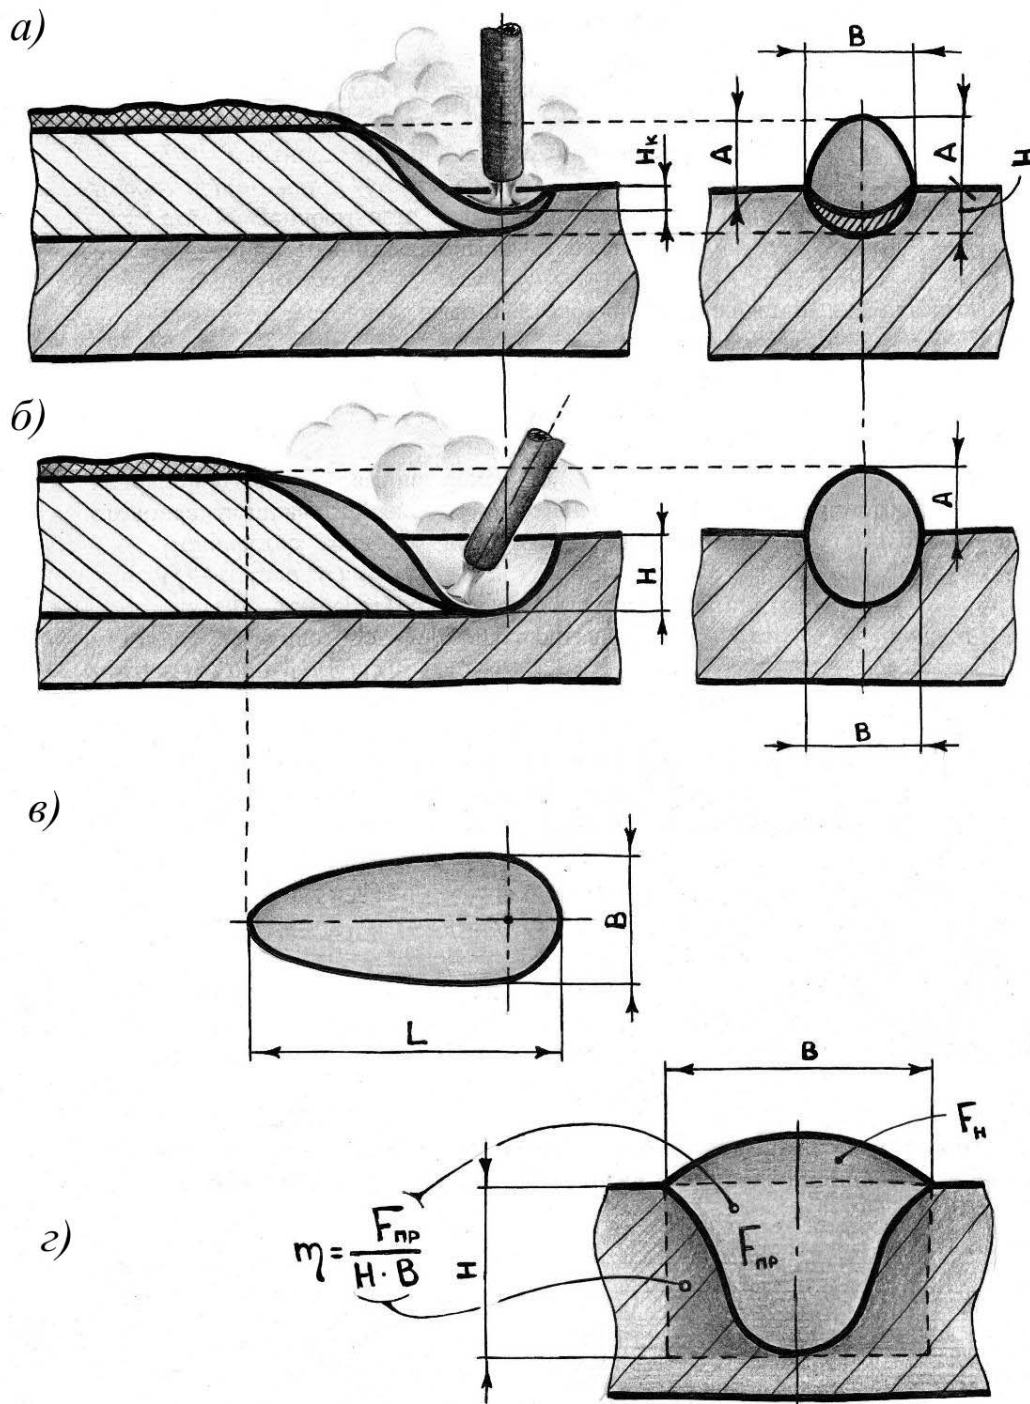 а)
В
А
Нк
А
Н
б)
Н
А
В
в)
В
L
В
Fн
Н
г)
η = Fпр / Н · В
Fпр